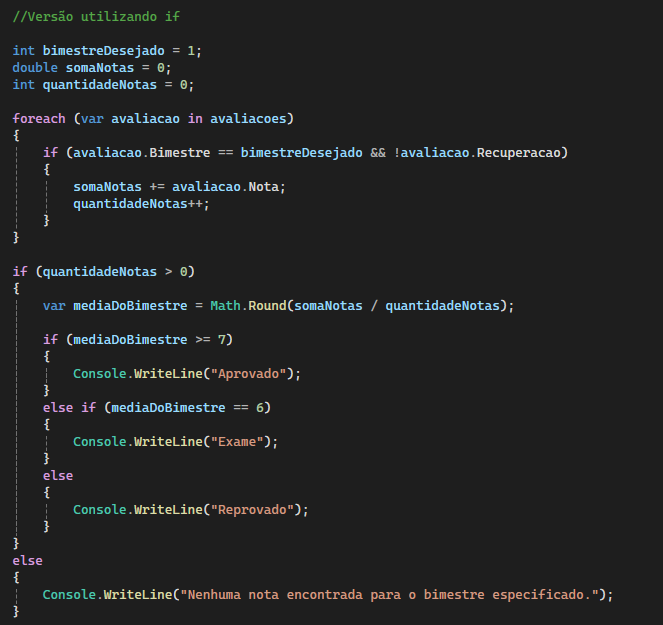 //Versão utilizando if
int bimestreDesejado = 1;
double somaNotas = 0;
int quantidadeNotas = 0;
foreach (var avaliacao in avaliacoes)
{
if (avaliacao.Bimestre == bimestreDesejado && !avaliacao.Recuperacao)
{
somaNotas += avaliacao.Nota;
quantidadeNotas++;
}
}
if (quantidadeNotas > 0)
{
var mediaDoBimestre = Math.Round(somaNotas / quantidadeNotas);
if (mediaDoBimestre >= 7)
{
Console.WriteLine("Aprovado");
}
else if (mediaDoBimestre == 6)
{
Console.WriteLine("Exame");
}
else
{
Console.WriteLine("Reprovado");
}
}
else
{
Console.WriteLine("Nenhuma nota encontrada para o bimestre especificado.");
}